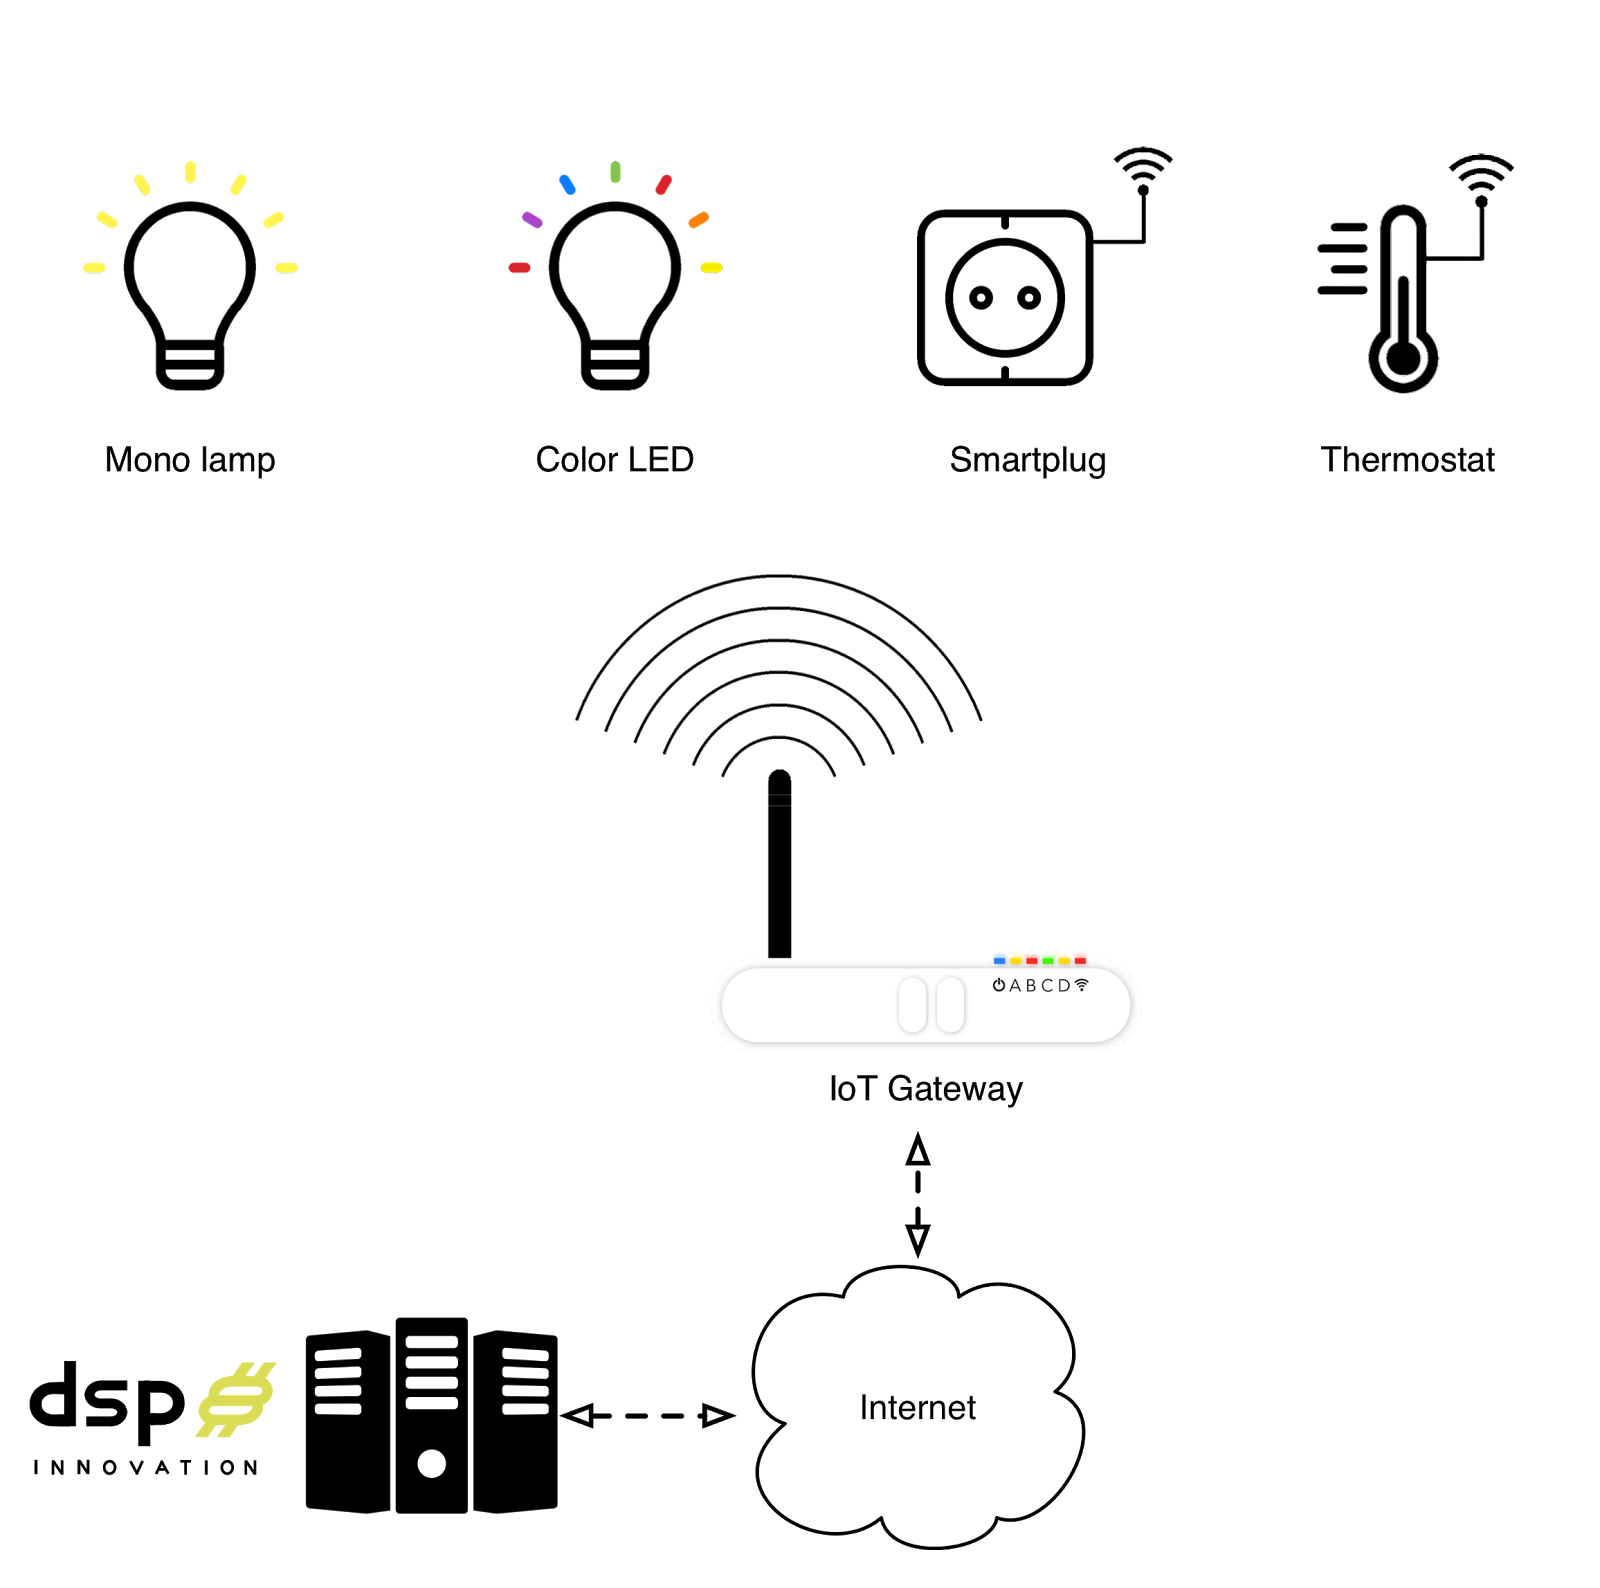 Mono lamp
Color LED
Smartplug
Thermostat
A B C D
IoT Gateway
Internet
dsp
INNOVATION